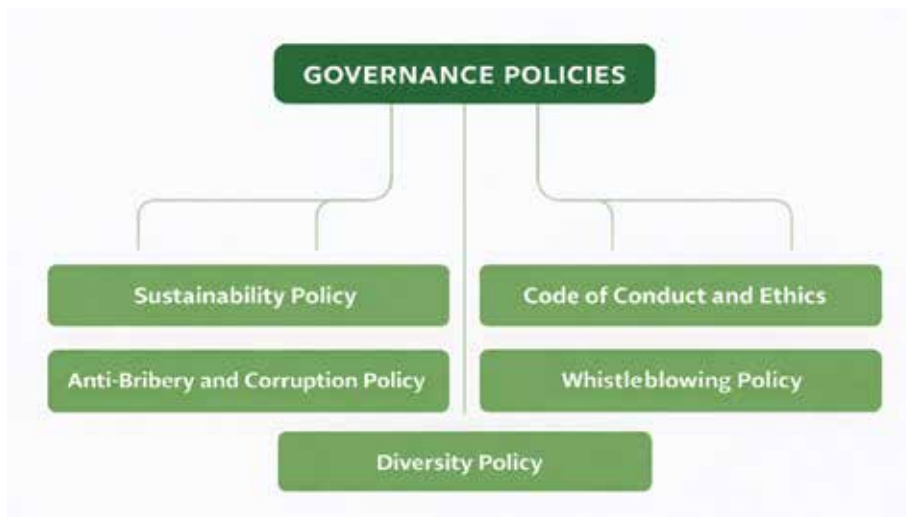 GOVERNANCE POLICIES
Sustainability Policy
Code of Conduct and Ethics
Anti-Bribery and Corruption Policy
Whistleblowing Policy
Diversity Policy